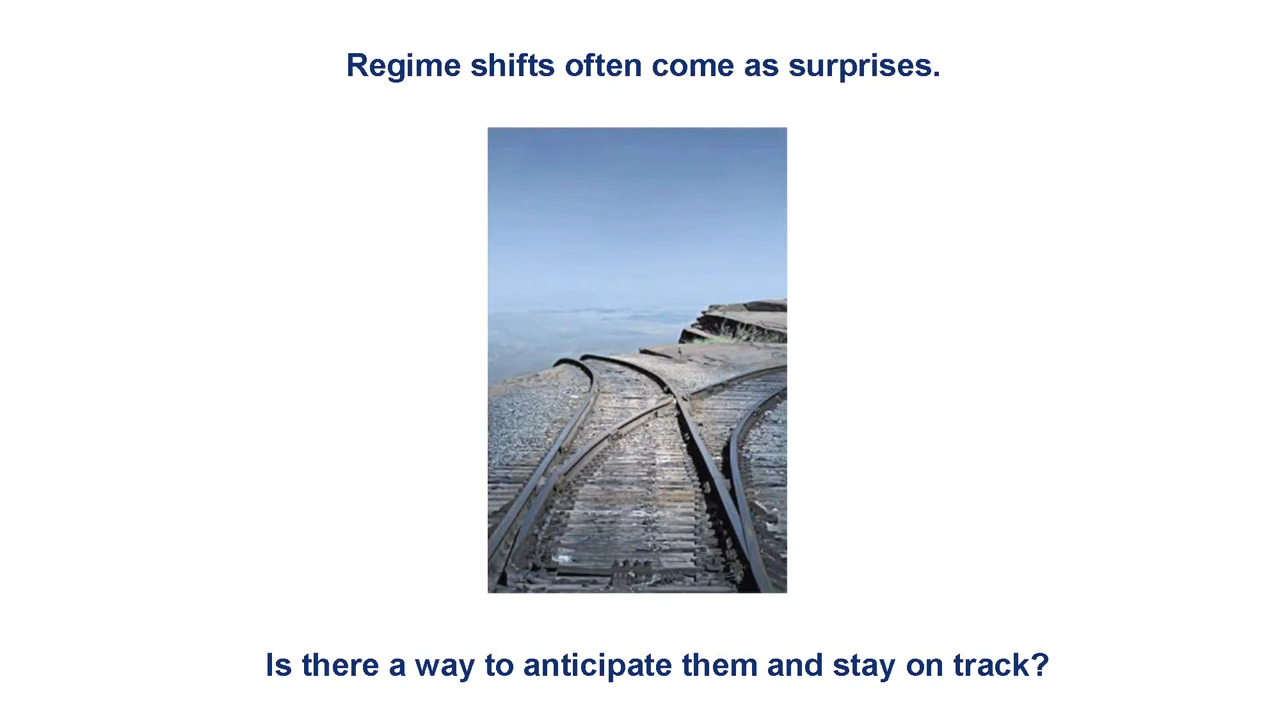 Regime shifts often come as surprises.
Is there a way to anticipate them and stay on track?